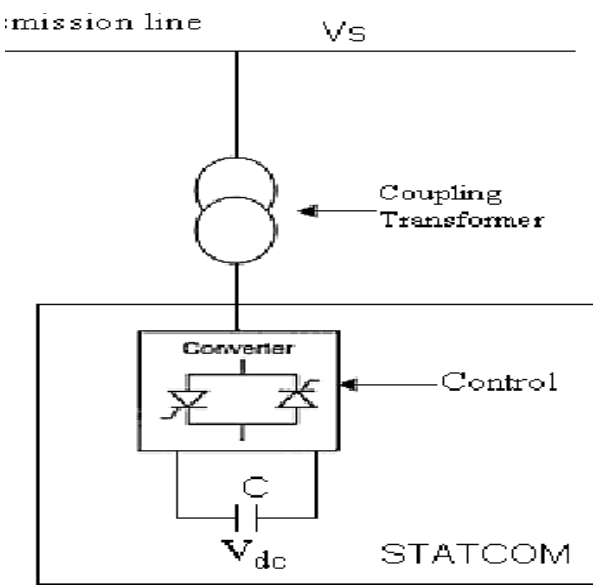 :mission line
Vs
Coupling
Transformer
Converter
Control
C
Vdc
STATCOM